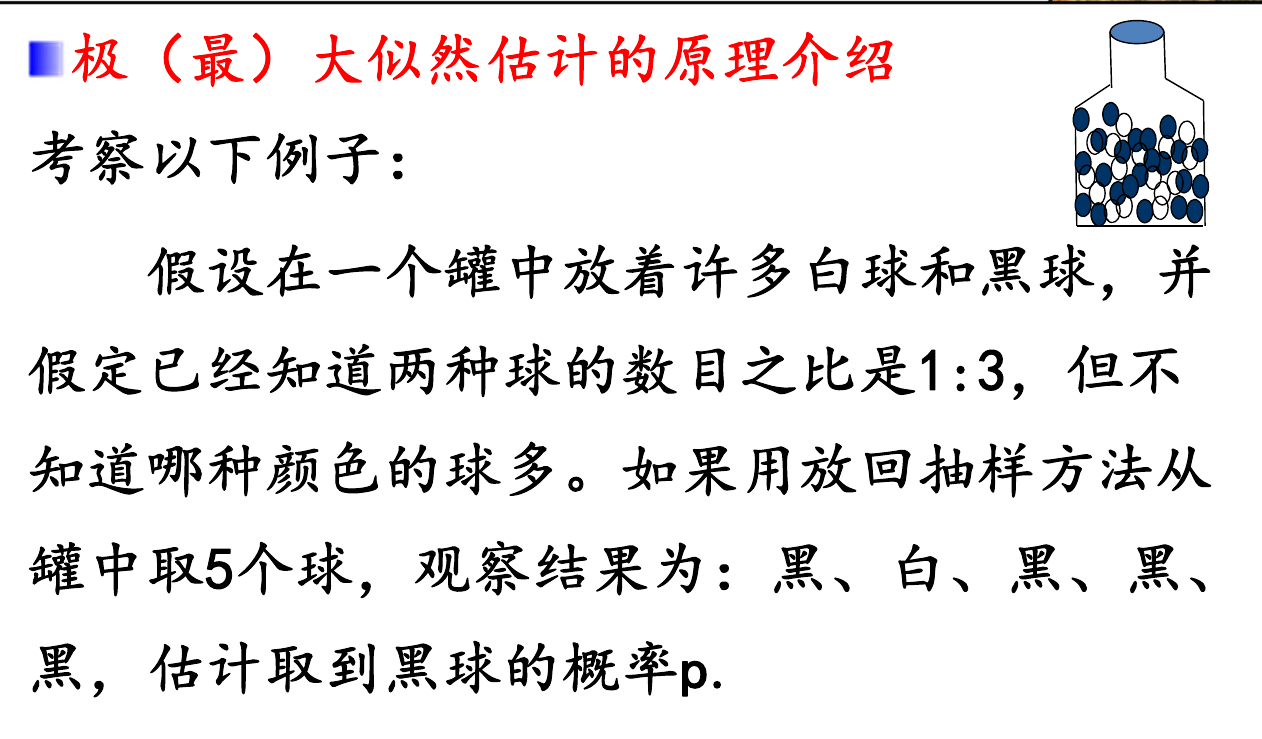 极（最）大似然估计的原理介绍
考察以下例子：
假设在一个罐中放着许多白球和黑球，并
假定已经知道两种球的数目之比是1:3，但不
知道哪种颜色的球多。如果用放回抽样方法从
罐中取5个球，观察结果为：黑、白、黑、黑、
黑，估计取到黑球的概率p.